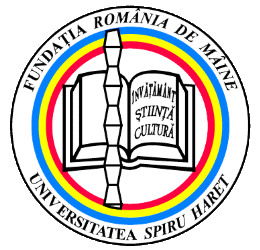 FUNDAȚIA ROMÂNIA DE MÂINE
ÎNVĂȚĂMÂNT
ȘTIINȚĂ
CULTURĂ
UNIVERSITATEA SPIRU HARET